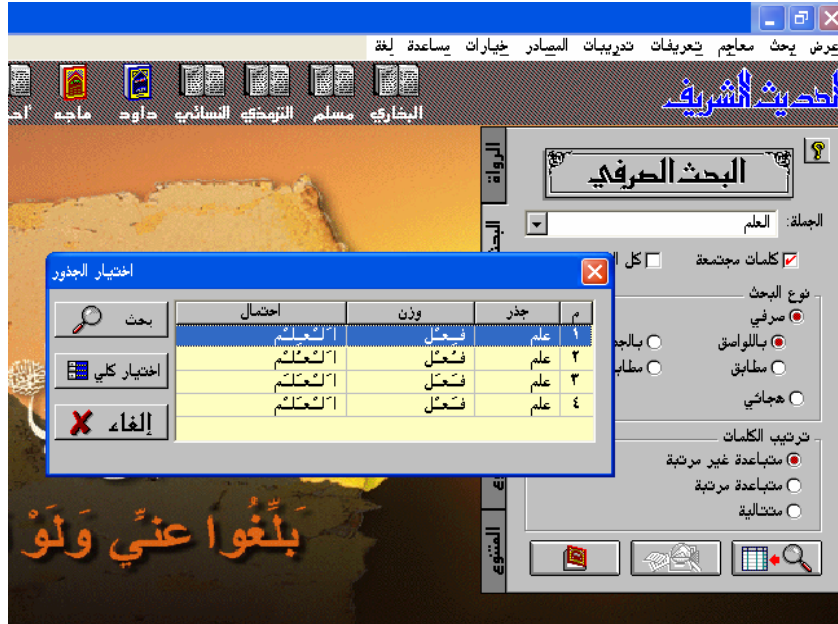 عرض بحث معاجم تعريفات تدريبات المصادر خيارات مساعدة لغة
الحديث الشريف
البخاري مسلم الترمذي النسائي داود ماجه
الرواة
البحث الصرفي
الجملة: العلم
كلمات مجتمعة
كل
نوع البحث
صرفي
باللواصق
مطابق
هجائي
ترتيب الكلمات
متباعدة غير مرتبة
متباعدة مرتبة
متتالية
المتنوع
اختيار الجذور
م جذر وزن احتمال
١ علم فِعْل اَلْعِلْم
٢ علم فُعْل اَلْعُلْم
٣ علم فَعَل اَلْعَلَم
٤ علم فَعْل اَلْعَلْم
بحث
اختيار كلي
إلغاء
بَلِّغُوا عنّي وَلَوْ